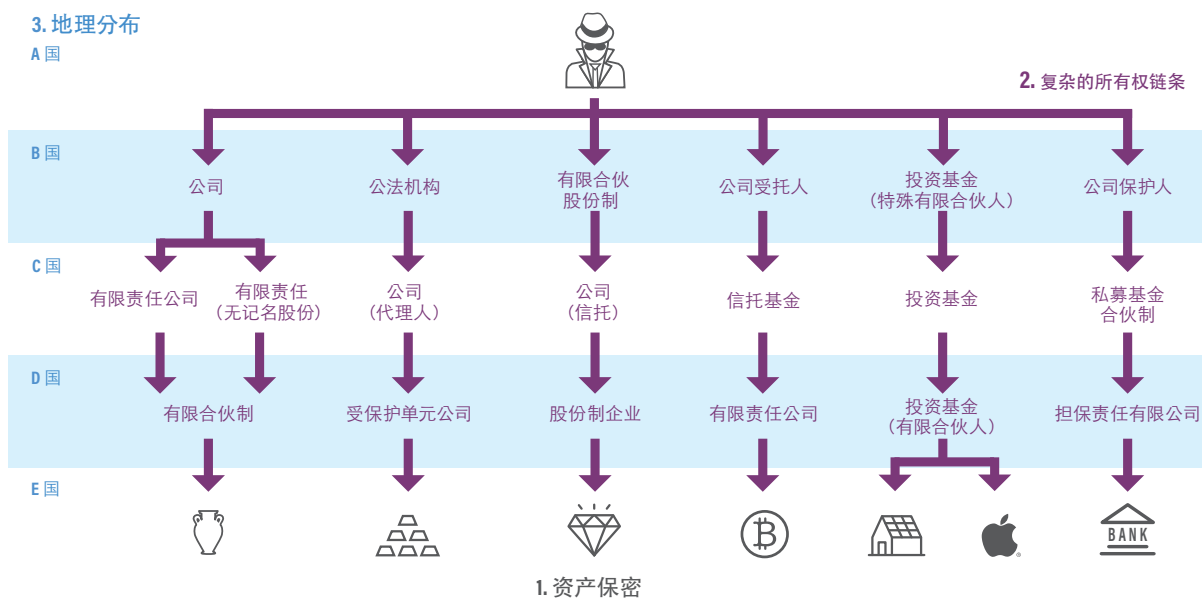 3. 地理分布
A 国
2. 复杂的所有权链条
B 国
公司
公法机构
有限合伙
股份制
公司受托人
投资基金
（特殊有限合伙人）
公司保护人
C 国
有限责任公司
有限责任
（无记名股份）
公司
（代理人）
公司
（信托）
信托基金
投资基金
私募基金
合伙制
D 国
有限合伙制
受保护单元公司
股份制企业
有限责任公司
投资基金
（有限合伙人）
担保责任有限公司
E 国
BANK
1. 资产保密